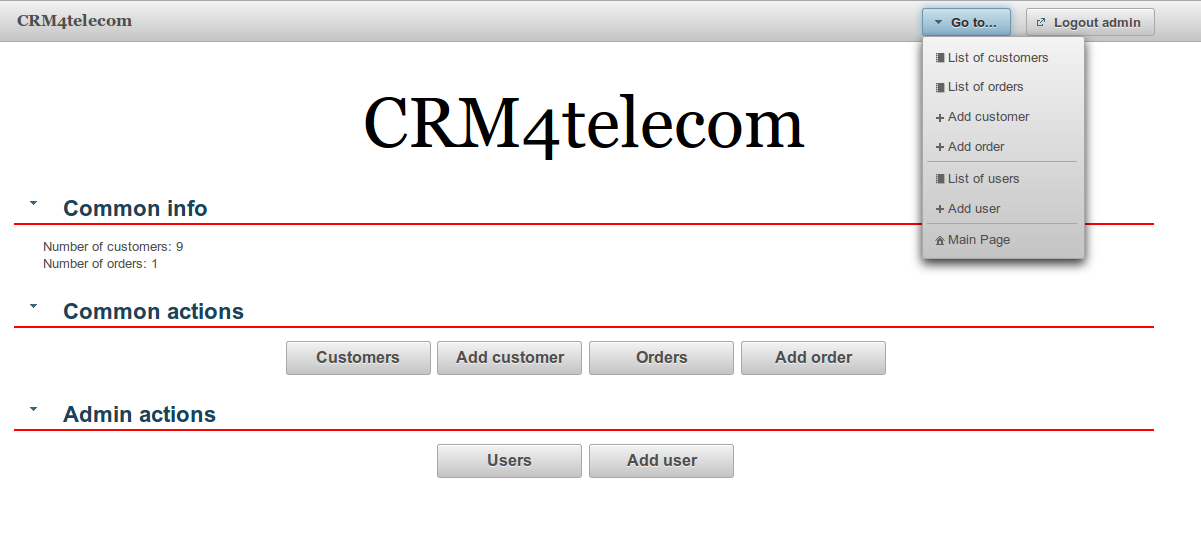 CRM4telecom
Go to...
Logout admin
List of customers
List of orders
Add customer
Add order
List of users
Add user
Main Page
CRM4telecom
Common info
Number of customers: 9
Number of orders: 1
Common actions
Customers
Add customer
Orders
Add order
Admin actions
Users
Add user